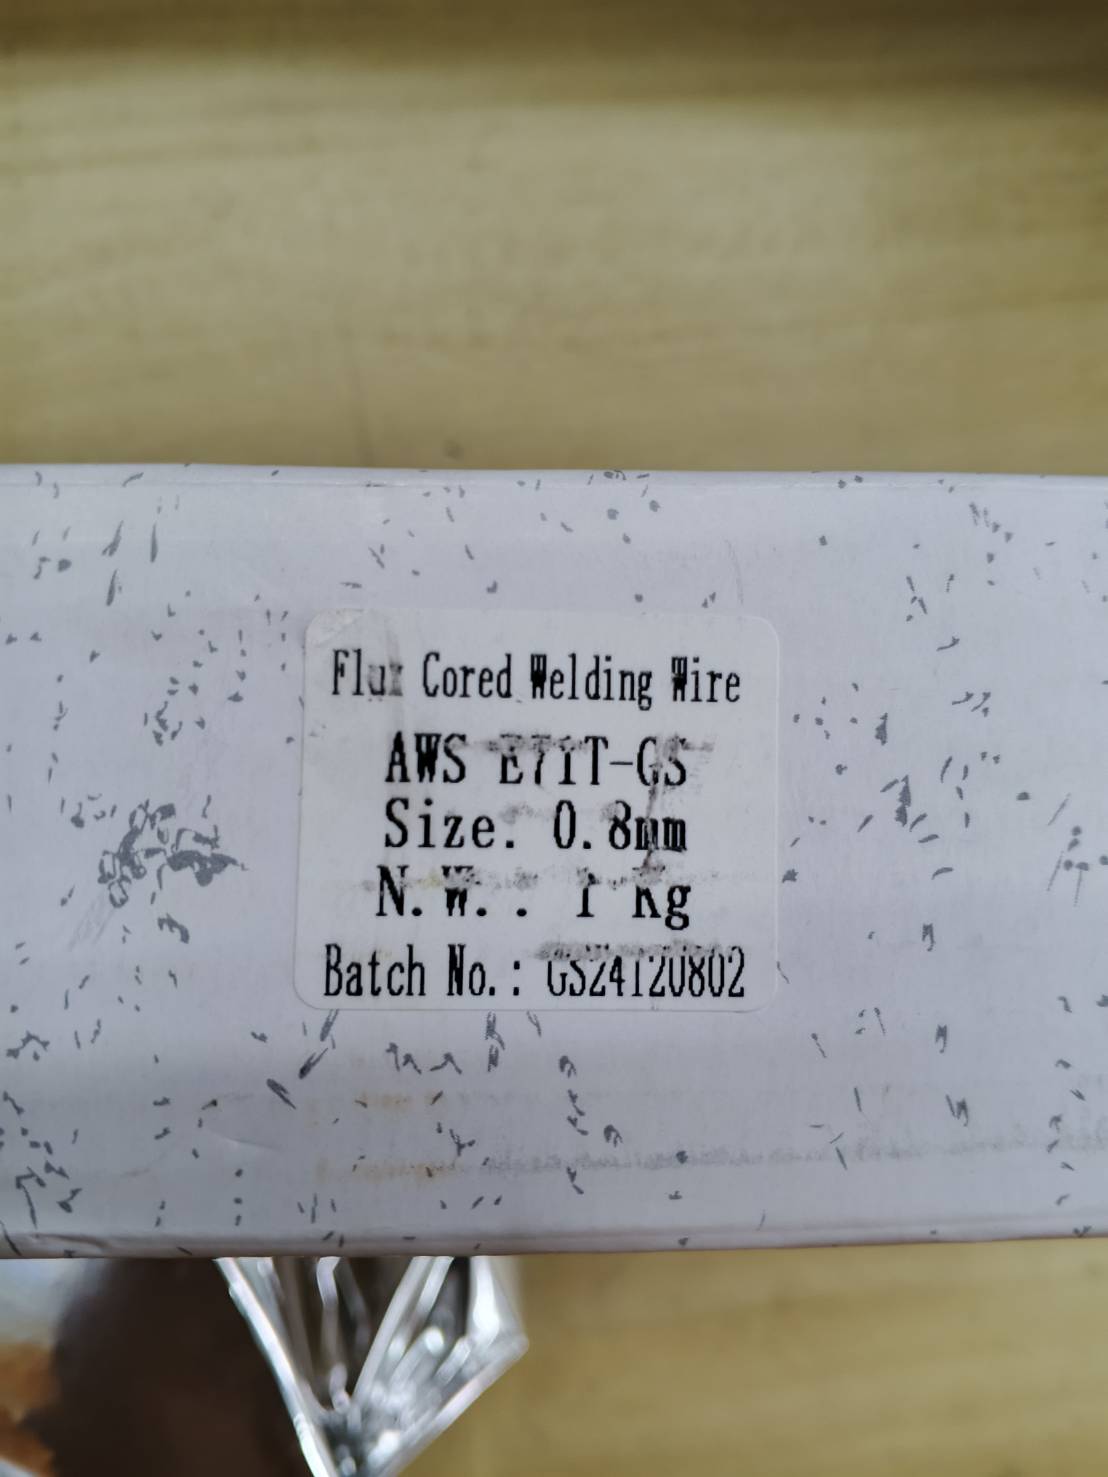 Flux Cored Welding Wire
AWS E71T-GS
Size. 0.8mm
N.W.: 1 Kg
Batch No.: GS24120802